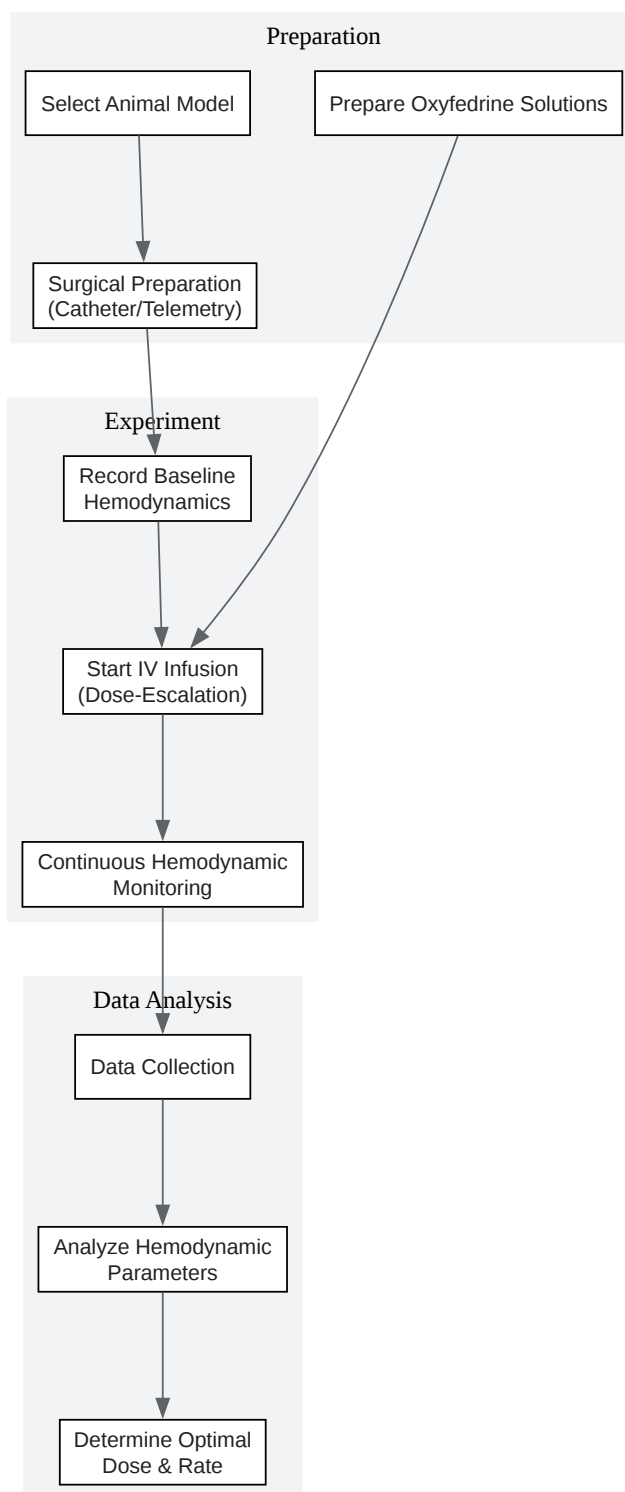 Preparation
Select Animal Model
Prepare Oxyfedrine Solutions
Surgical Preparation
(Catheter/Telemetry)
Experiment
Record Baseline
Hemodynamics
Start IV Infusion
(Dose-Escalation)
Continuous Hemodynamic
Monitoring
Data Analysis
Data Collection
Analyze Hemodynamic
Parameters
Determine Optimal
Dose & Rate